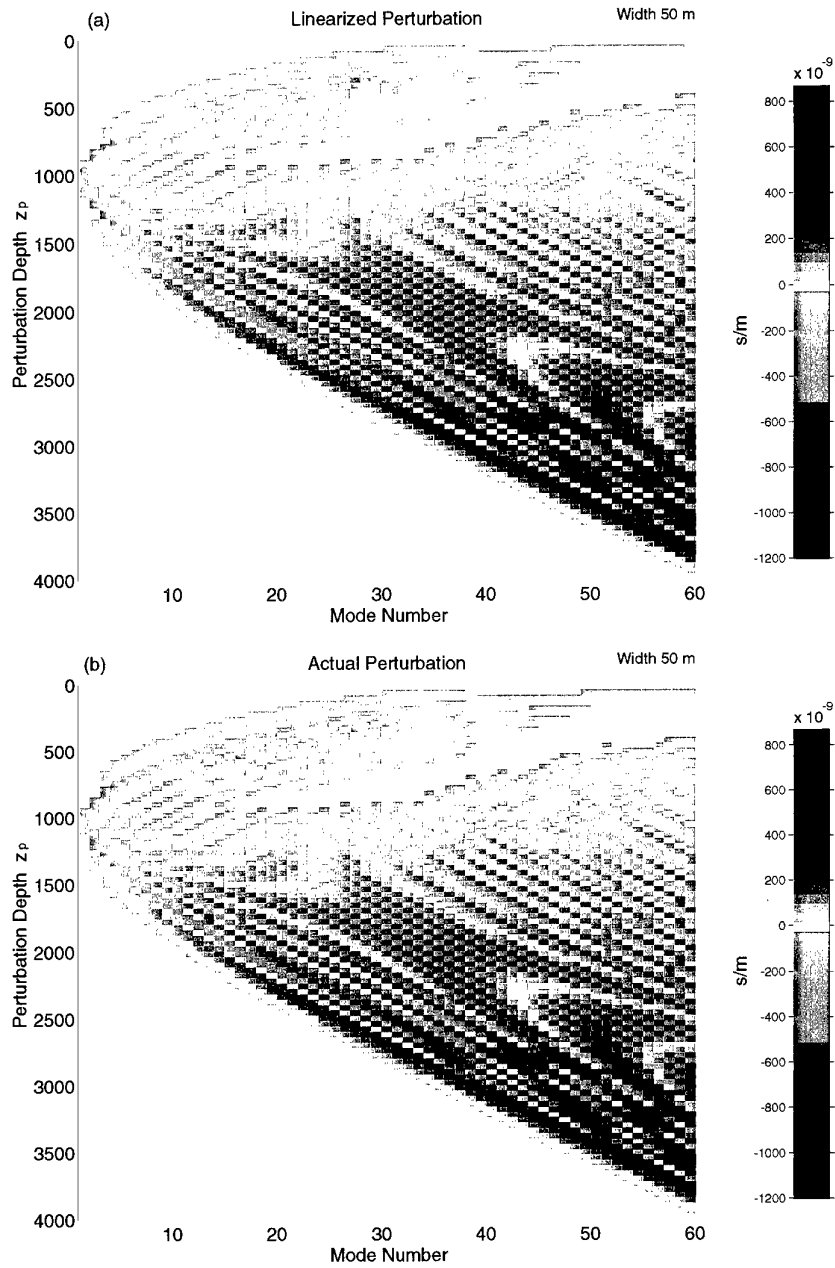 (a)
Linearized Perturbation
Width 50 m
0
500
1000
1500
2000
2500
3000
3500
4000
Perturbation Depth z_p
10 20 30 40 50 60
Mode Number
x 10^-9
800
600
400
200
0
-200
-400
-600
-800
-1000
-1200
s/m
(b)
Actual Perturbation
Width 50 m
0
500
1000
1500
2000
2500
3000
3500
4000
Perturbation Depth z_p
10 20 30 40 50 60
Mode Number
x 10^-9
800
600
400
200
0
-200
-400
-600
-800
-1000
-1200
s/m